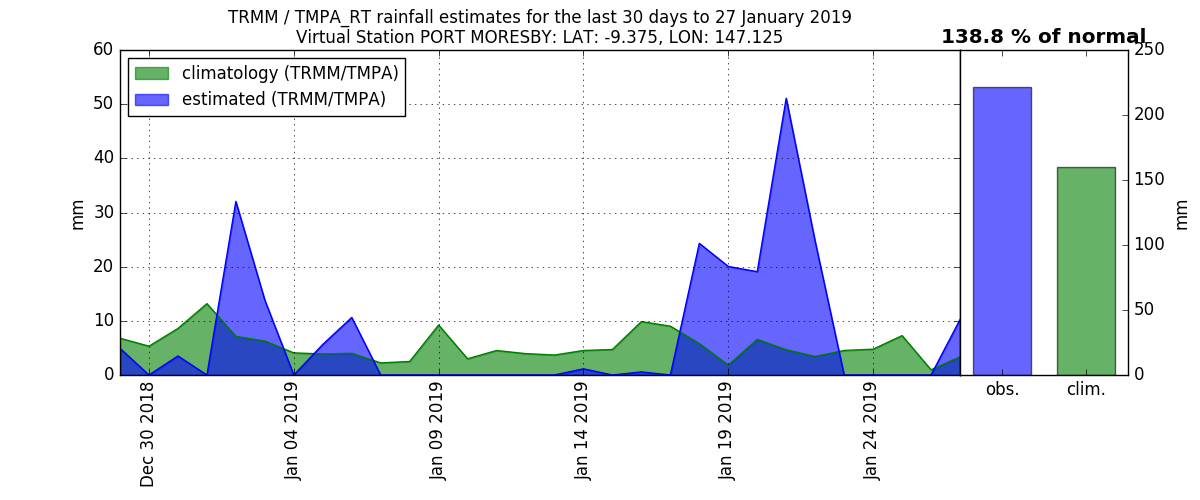 TRMM / TMPA_RT rainfall estimates for the last 30 days to 27 January 2019
Virtual Station PORT MORESBY: LAT: -9.375, LON: 147.125
138.8 % of normal
climatology (TRMM/TMPA)
estimated (TRMM/TMPA)
60
50
40
30
20
10
0
mm
Dec 30 2018
Jan 04 2019
Jan 09 2019
Jan 14 2019
Jan 19 2019
Jan 24 2019
250
200
150
100
50
0
mm
obs.
clim.